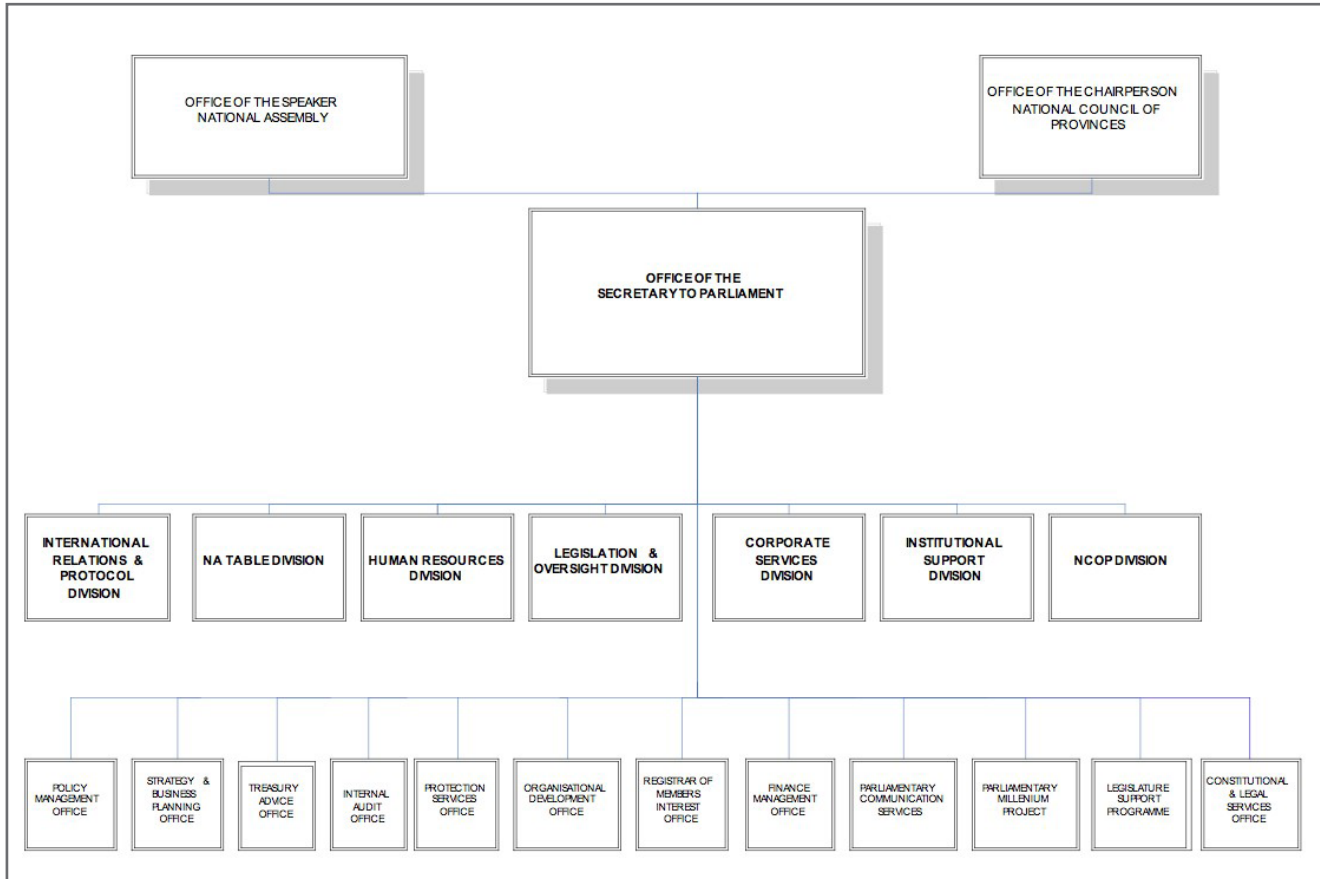 OFFICE OF THE SPEAKER
NATIONAL ASSEMBLY
OFFICE OF THE CHAIRPERSON
NATIONAL COUNCIL OF
PROVINCES
OFFICE OF THE
SECRETARY TO PARLIAMENT
INTERNATIONAL
RELATIONS &
PROTOCOL
DIVISION
NA TABLE DIVISION
HUMAN RESOURCES
DIVISION
LEGISLATION &
OVERSIGHT DIVISION
CORPORATE
SERVICES
DIVISION
INSTITUTIONAL
SUPPORT
DIVISION
NCOP DIVISION
POLICY
MANAGEMENT
OFFICE
STRATEGY &
BUSINESS
PLANNING
OFFICE
TREASURY
ADVICE OFFICE
INTERNAL
AUDIT
OFFICE
PROTECTION
SERVICES
OFFICE
ORGANISATIONAL
DEVELOPMENT OFFICE
REGISTRAR OF
MEMBERS
INTEREST
OFFICE
FINANCE
MANAGEMENT
OFFICE
PARLIAMENTARY
COMMUNICATION
SERVICES
PARLIAMENTARY
MILLENIUM
PROJECT
LEGISLATURE
SUPPORT
PROGRAMME
CONSTITUTIONAL
& LEGAL
SERVICES
OFFICE